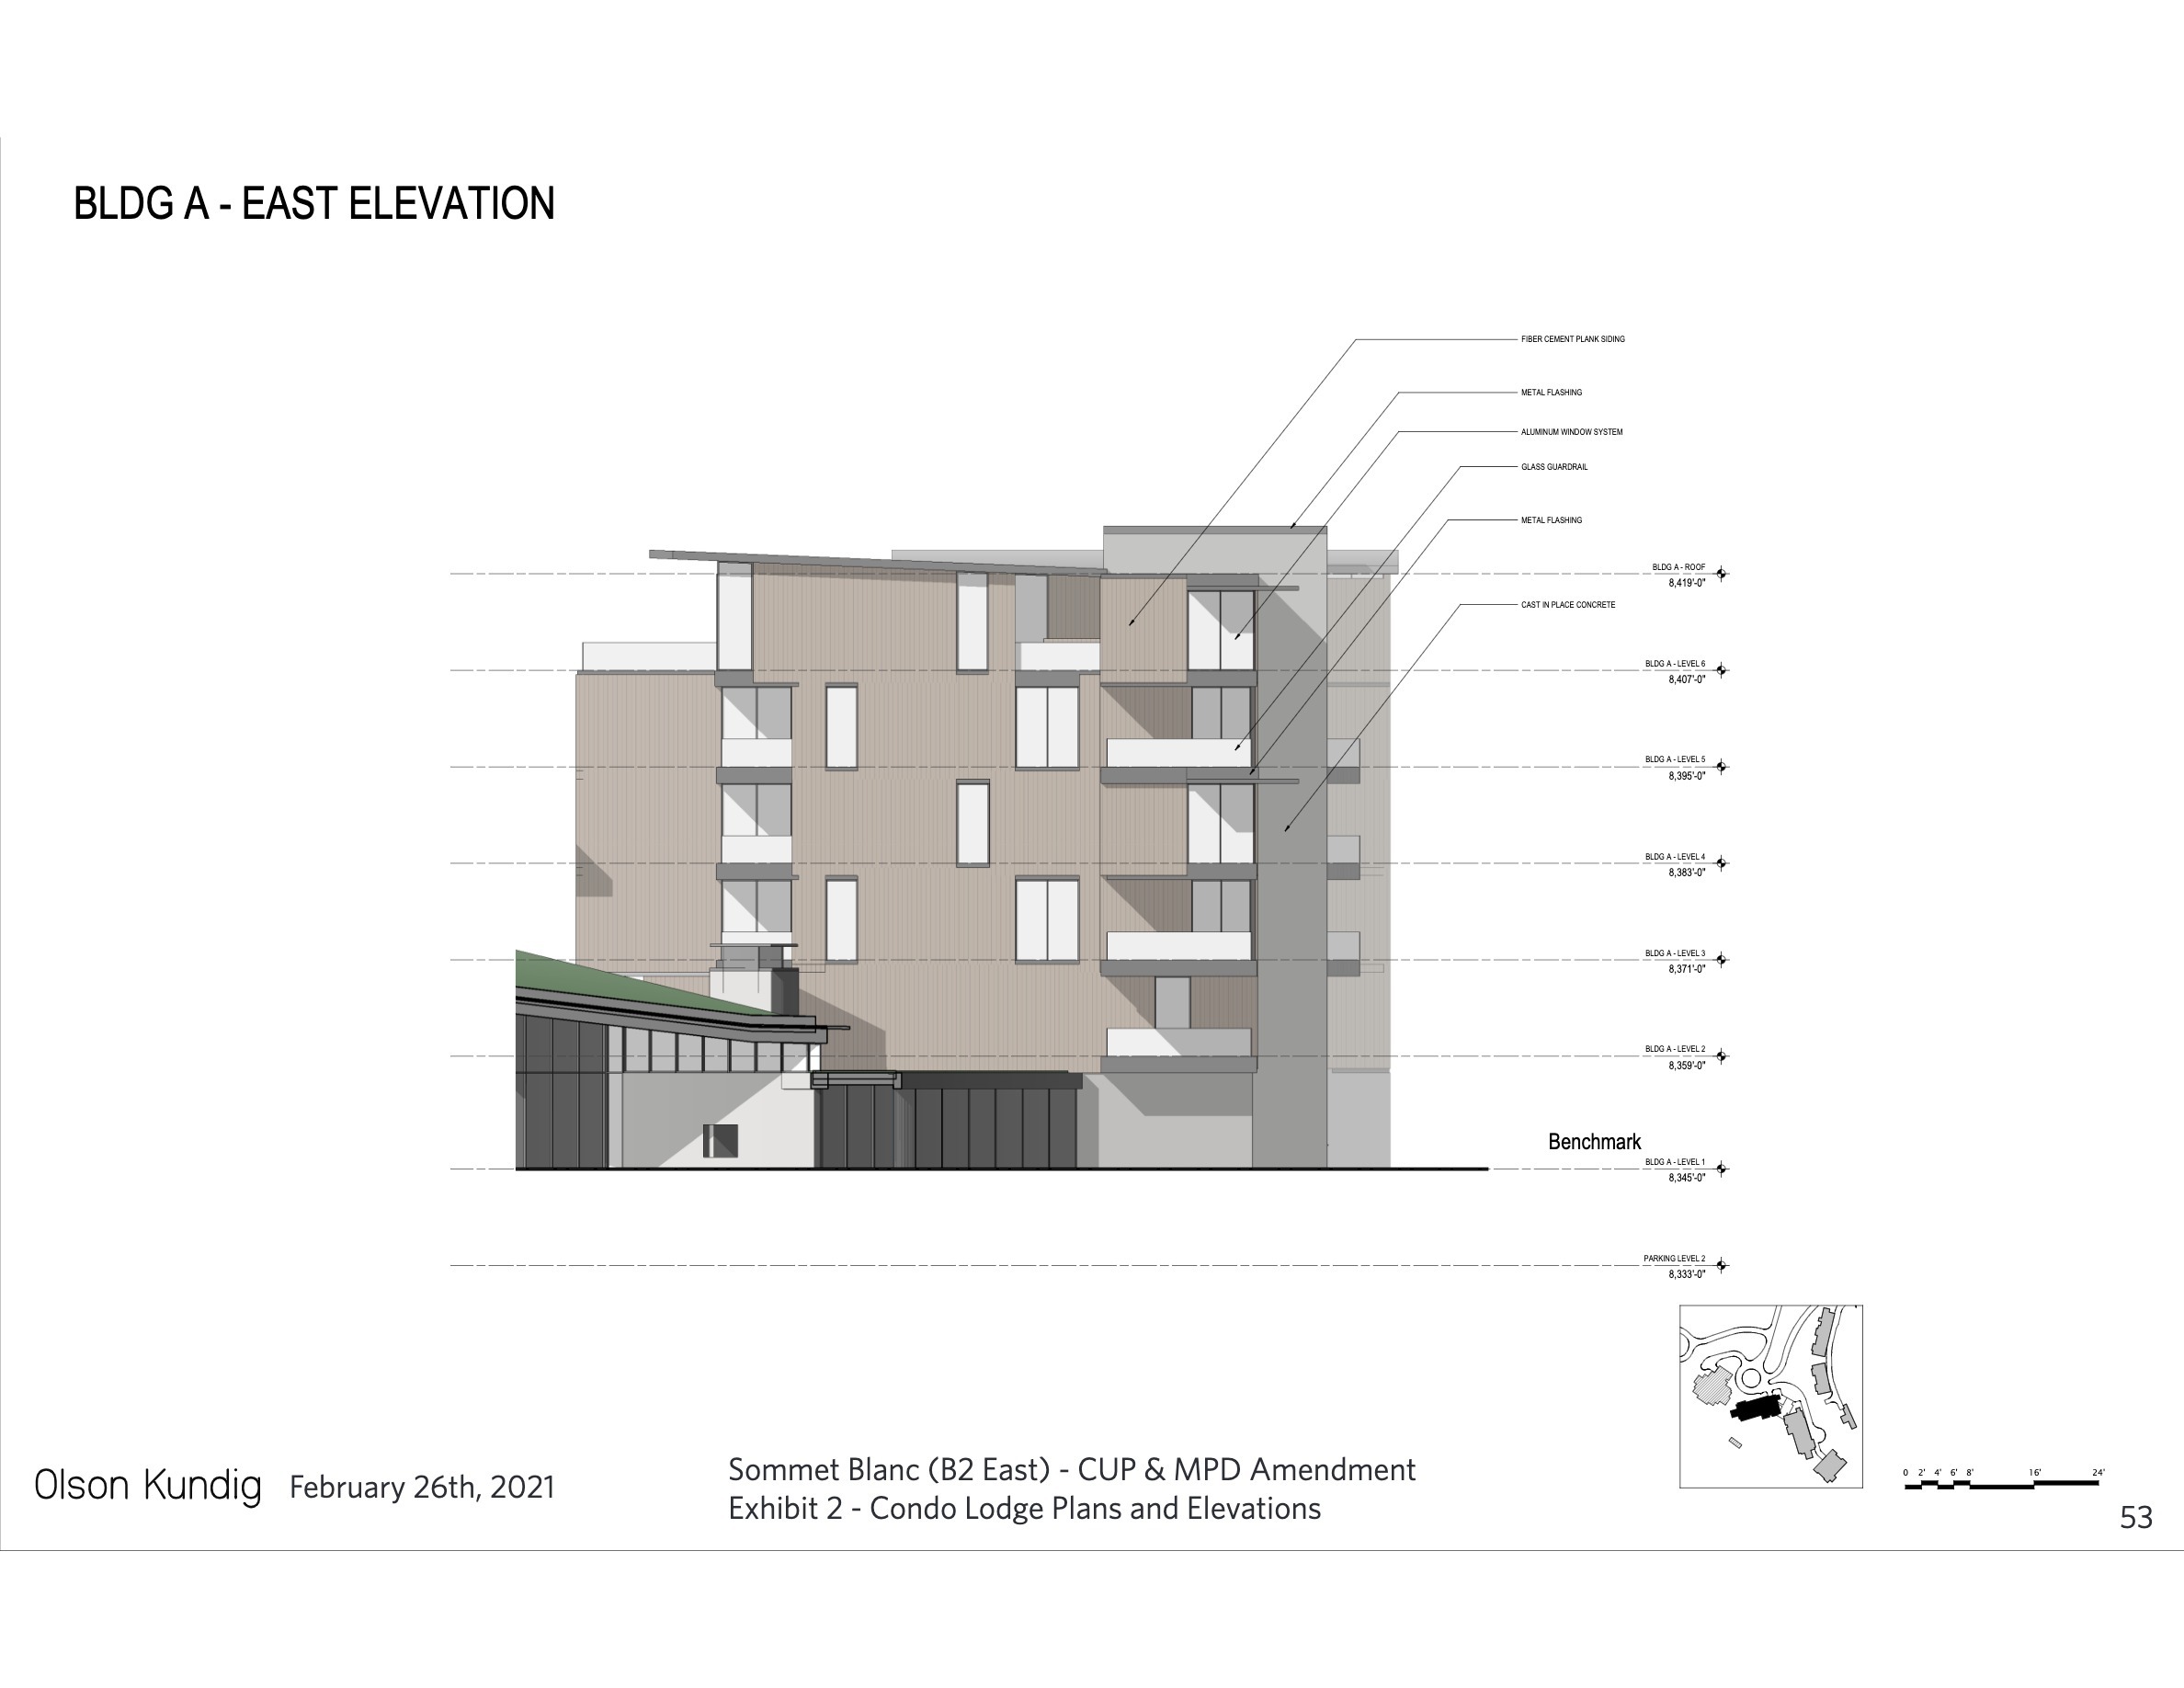 BLDG A - EAST ELEVATION
FIBER CEMENT PLANK SIDING
METAL FLASHING
ALUMINUM WINDOW SYSTEM
GLASS GUARDRAIL
METAL FLASHING
CAST IN PLACE CONCRETE
BLDG A - ROOF
8,419'-0"
BLDG A - LEVEL 6
8,407'-0"
BLDG A - LEVEL 5
8,395'-0"
BLDG A - LEVEL 4
8,383'-0"
BLDG A - LEVEL 3
8,371'-0"
BLDG A - LEVEL 2
8,359'-0"
Benchmark
BLDG A - LEVEL 1
8,345'-0"
PARKING LEVEL 2
8,333'-0"
0 2' 4' 6' 8' 16' 24'
Olson Kundig February 26th, 2021
Sommet Blanc (B2 East) - CUP & MPD Amendment
Exhibit 2 - Condo Lodge Plans and Elevations
53